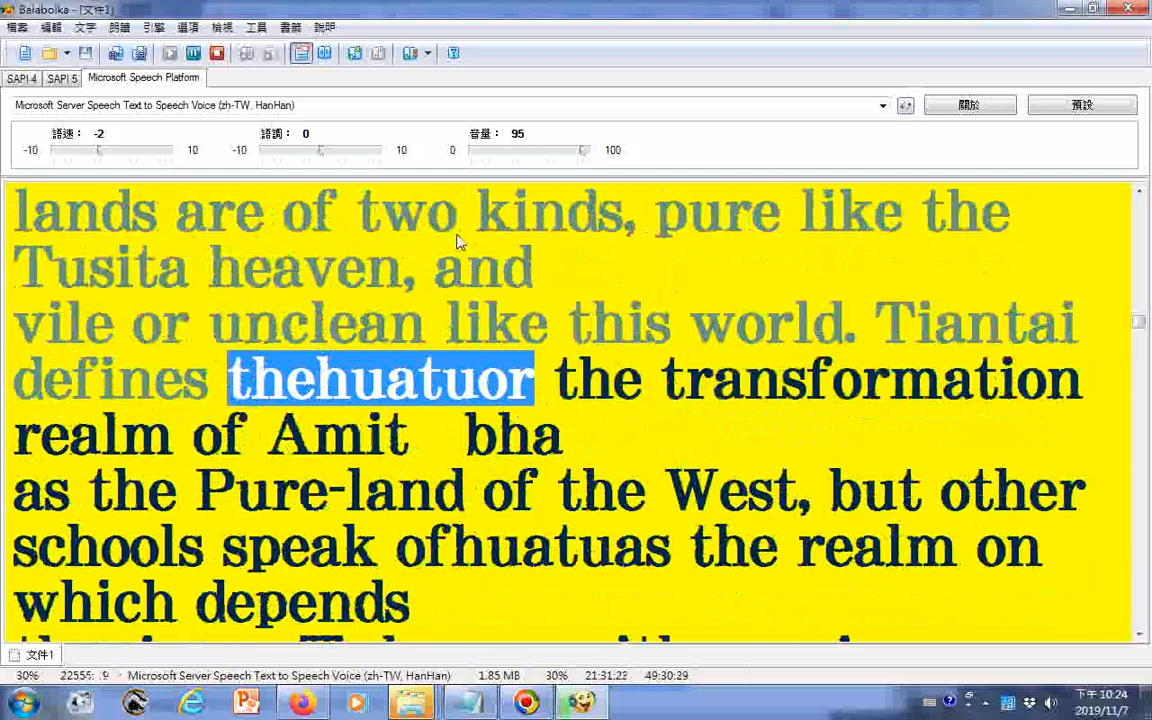 Balabolka - [文件1]
檔案 編輯 文字 朗讀 引擎 選項 檢視 工具 書籤 說明
SAPI 4 SAPI 5 Microsoft Speech Platform
Microsoft Server Speech Text to Speech Voice (zh-TW, HanHan) 關於 預設
語速： -2 語調： 0 音量： 95
-10 10 -10 10 0 100
lands are of two kinds, pure like the
Tusita heaven, and
vile or unclean like this world. Tiantai
defines thehuatuor the transformation
realm of Amit bha
as the Pure-land of the West, but other
schools speak ofhuatuas the realm on
which depends
文件1
30% Microsoft Server Speech Text to Speech Voice (zh-TW, HanHan) 1.85 MB 30% 21:31:23 49:30:29
下午 10:24
2019/11/7